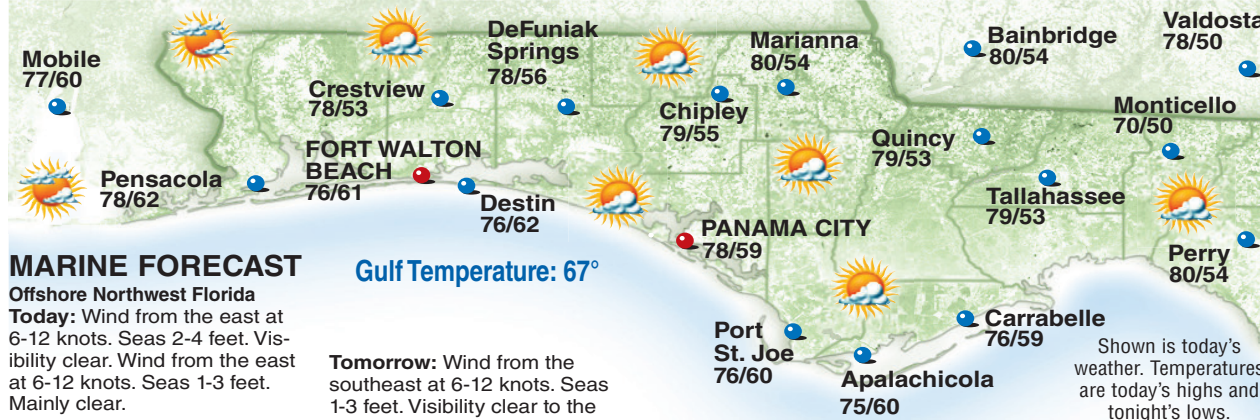 Mobile
77/60
Crestview
78/53
DeFuniak
Springs
78/56
Chipley
79/55
Marianna
80/54
Bainbridge
80/54
Valdosta
78/50
Monticello
70/50
Quincy
79/53
Tallahassee
79/53
Perry
80/54
Pensacola
78/62
FORT WALTON
BEACH
76/61
Destin
76/62
PANAMA CITY
78/59
Port
St. Joe
76/60
Apalachicola
75/60
Carrabelle
76/59
Gulf Temperature: 67°
MARINE FORECAST
Offshore Northwest Florida
Today: Wind from the east at
6-12 knots. Seas 2-4 feet. Vis-
ibility clear. Wind from the east
at 6-12 knots. Seas 1-3 feet.
Mainly clear.
Tomorrow: Wind from the
southeast at 6-12 knots. Seas
1-3 feet. Visibility clear to the
Shown is today's
weather. Temperatures
are today's highs and
tonight's lows.